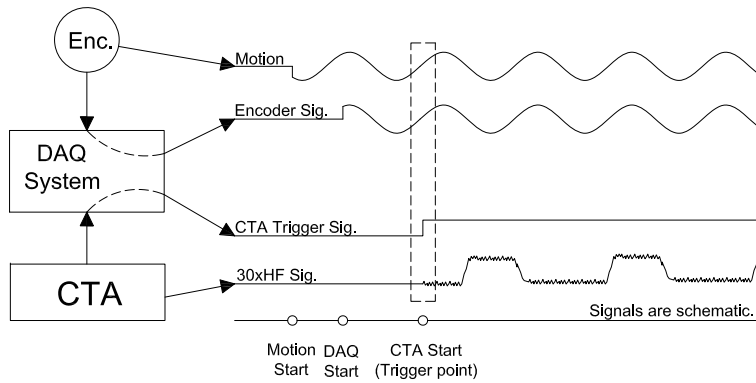 Enc.
Motion
Encoder Sig.
DAQ
System
CTA Trigger Sig.
30xHF Sig.
CTA
Signals are schematic.
Motion
Start
DAQ
Start
CTA Start
(Trigger point)